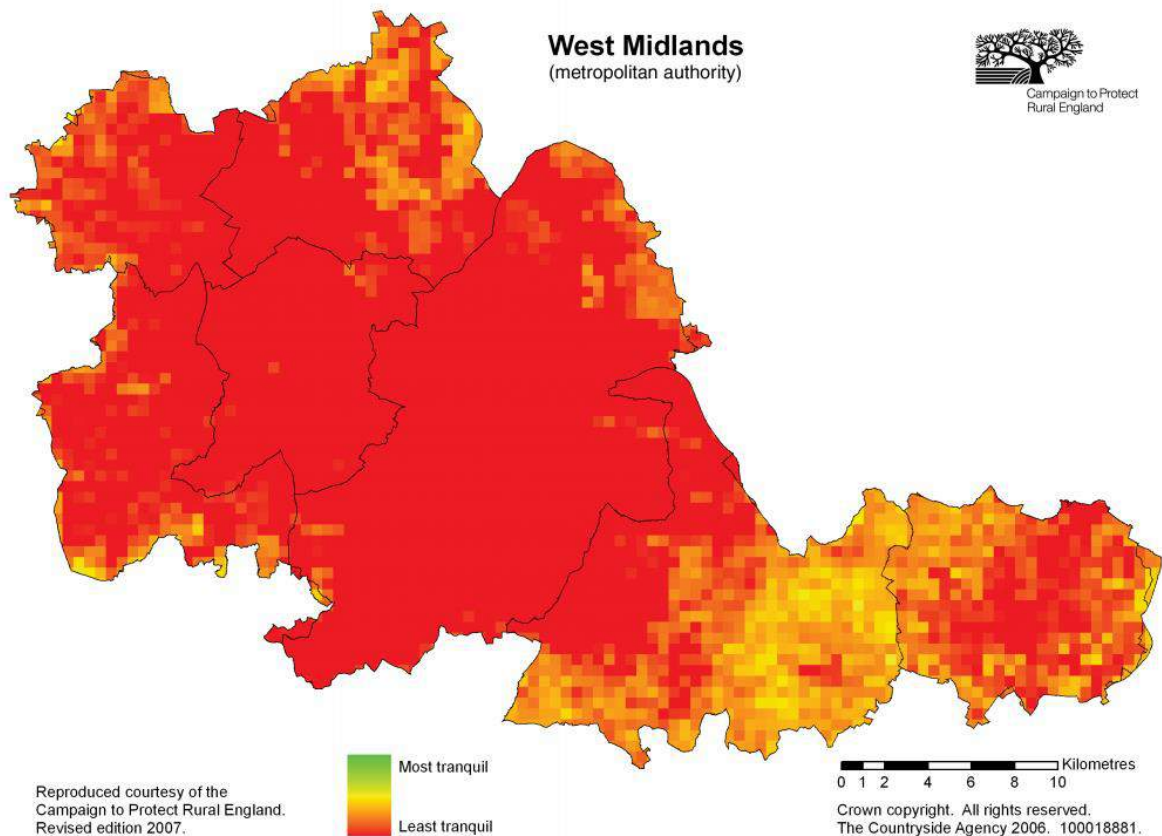 West Midlands
(metropolitan authority)
Campaign to Protect
Rural England
Most tranquil
Least tranquil
Reproduced courtesy of the
Campaign to Protect Rural England.
Revised edition 2007.
Kilometres
0 1 2 4 6 8 10
Crown copyright. All rights reserved.
The Countryside Agency 2006. 100018881.